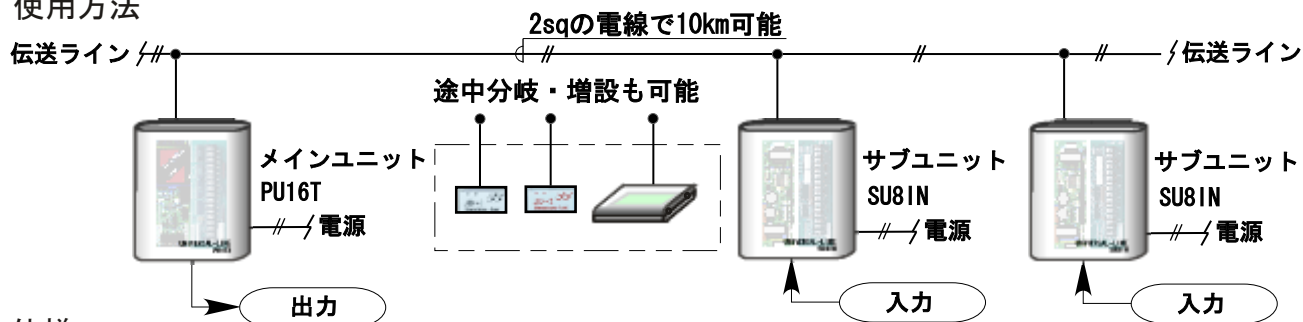 使用方法
2sqの電線で10km可能
伝送ライン
伝送ライン
途中分岐・増設も可能
メインユニット
PU16T
電源
サブユニット
SU8IN
電源
サブユニット
SU8IN
電源
出力
入力
入力